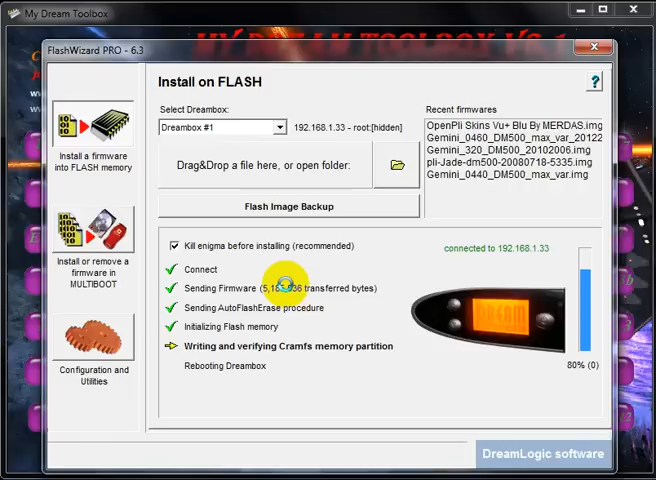 My Dream Toolbox
MY DREAM TOOLBOX
FlashWizard PRO - 6.3
Install on FLASH
?
Select Dreambox:
Dreambox #1
192.168.1.33 - root:[hidden]
Recent firmwares
OpenPli Skins Vu+ Blu By MERDAS.img
Gemini_0460_DM500_max_var_20122
Gemini_320_DM500_20102006.img
pli-Jade-dm500-20080718-5335.img
Gemini_0440_DM500_max_var.img
Install a firmware
into FLASH memory
Drag&Drop a file here, or open folder:
Flash Image Backup
Install or remove a
firmware in
MULTIBOOT
Kill enigma before installing (recommended)
connected to 192.168.1.33
Connect
Sending Firmware transferred bytes)
Sending AutoFlashErase procedure
Initializing Flash memory
Writing and verifying Cramfs memory partition
Rebooting Dreambox
DREAM
80% (0)
Configuration and
Utilities
DreamLogic software